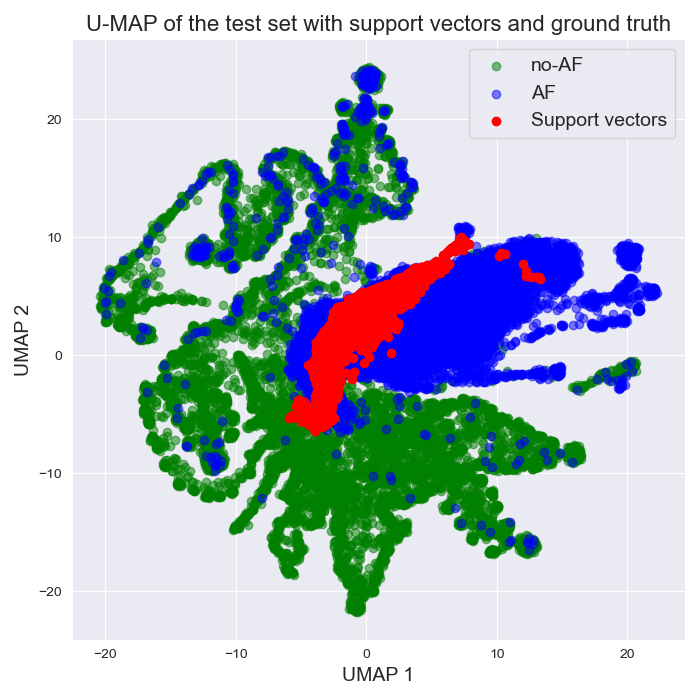 U-MAP of the test set with support vectors and ground truth
no-AF
AF
Support vectors
20
10
0
−10
−20
UMAP 2
−20
−10
0
10
20
UMAP 1